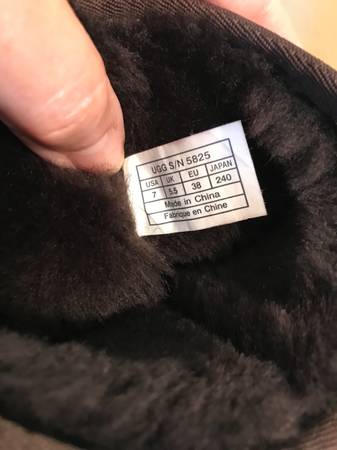 UGG S/N 5825
USA UK EU JAPAN
7 5.5 38 240
Made in China
Fabriqué en Chine